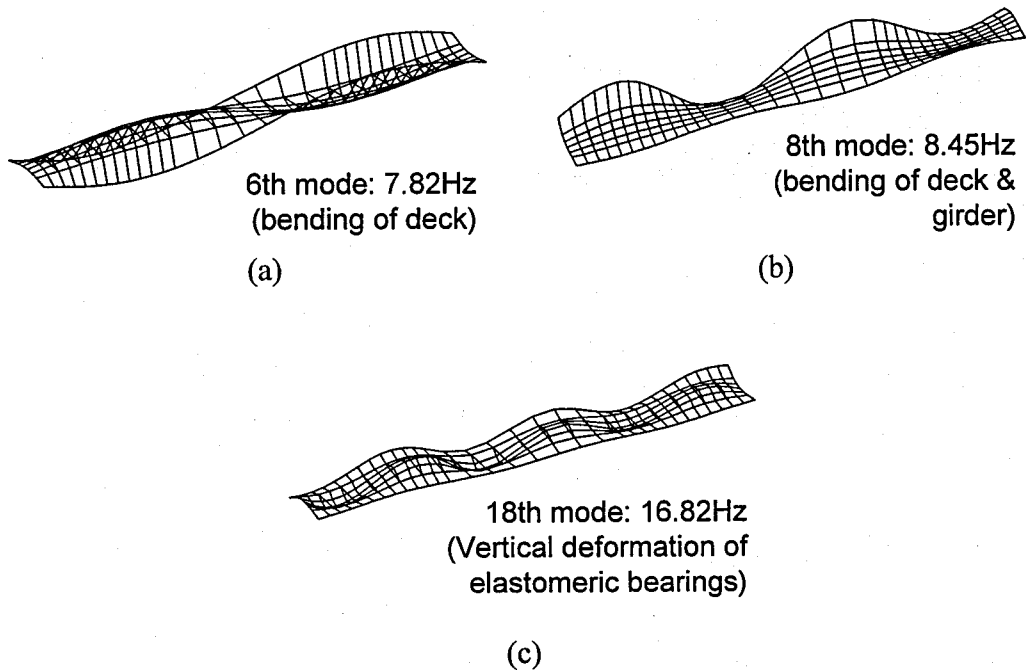 6th mode: 7.82Hz
(bending of deck)
(a)
8th mode: 8.45Hz
(bending of deck &
girder)
(b)
18th mode: 16.82Hz
(Vertical deformation of
elastomeric bearings)
(c)